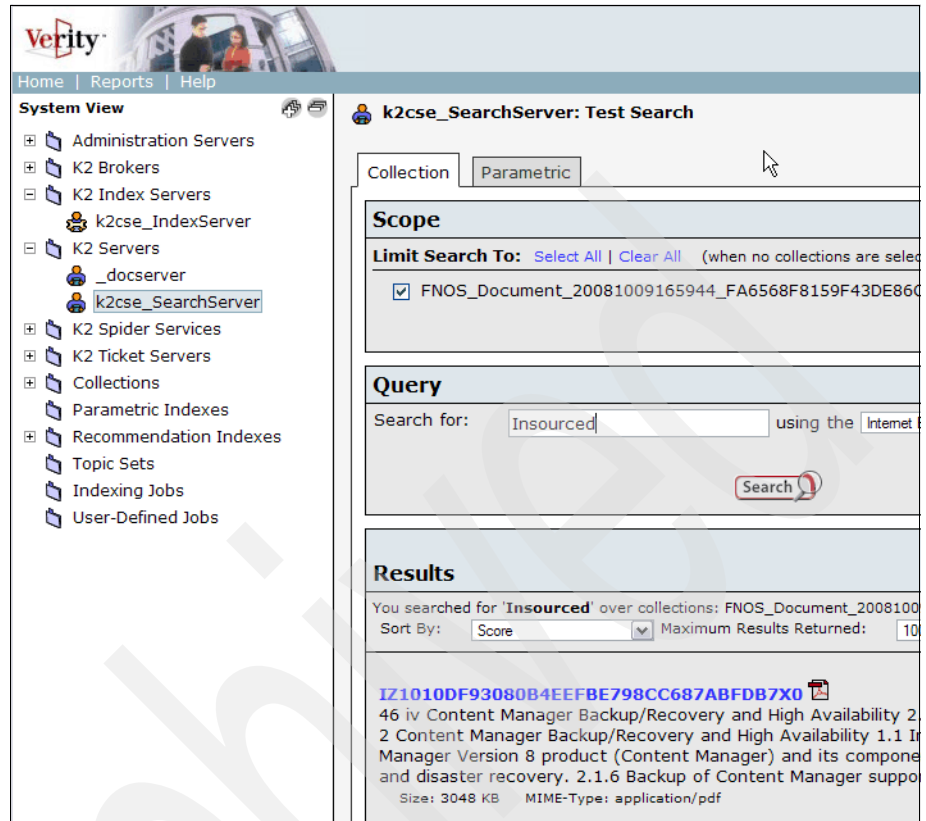 Verity
Home | Reports | Help
System View
Administration Servers
K2 Brokers
K2 Index Servers
k2cse_IndexServer
K2 Servers
_docserver
k2cse_SearchServer
K2 Spider Services
K2 Ticket Servers
Collections
Parametric Indexes
Recommendation Indexes
Topic Sets
Indexing Jobs
User-Defined Jobs
k2cse_SearchServer: Test Search
Collection Parametric
Scope
Limit Search To: Select All | Clear All (when no collections are selec
FNOS_Document_20081009165944_FA6568F8159F43DE86C
Query
Search for: Insourced using the Internet
Search
Results
You searched for 'Insourced' over collections: FNOS_Document_2008100
Sort By: Score Maximum Results Returned: 10
IZ1010DF93080B4EEFBE798CC687ABFDB7X0
46 iv Content Manager Backup/Recovery and High Availability 2.
2 Content Manager Backup/Recovery and High Availability 1.1 I
Manager Version 8 product (Content Manager) and its compone
and disaster recovery. 2.1.6 Backup of Content Manager suppo
Size: 3048 KB MIME-Type: application/pdf